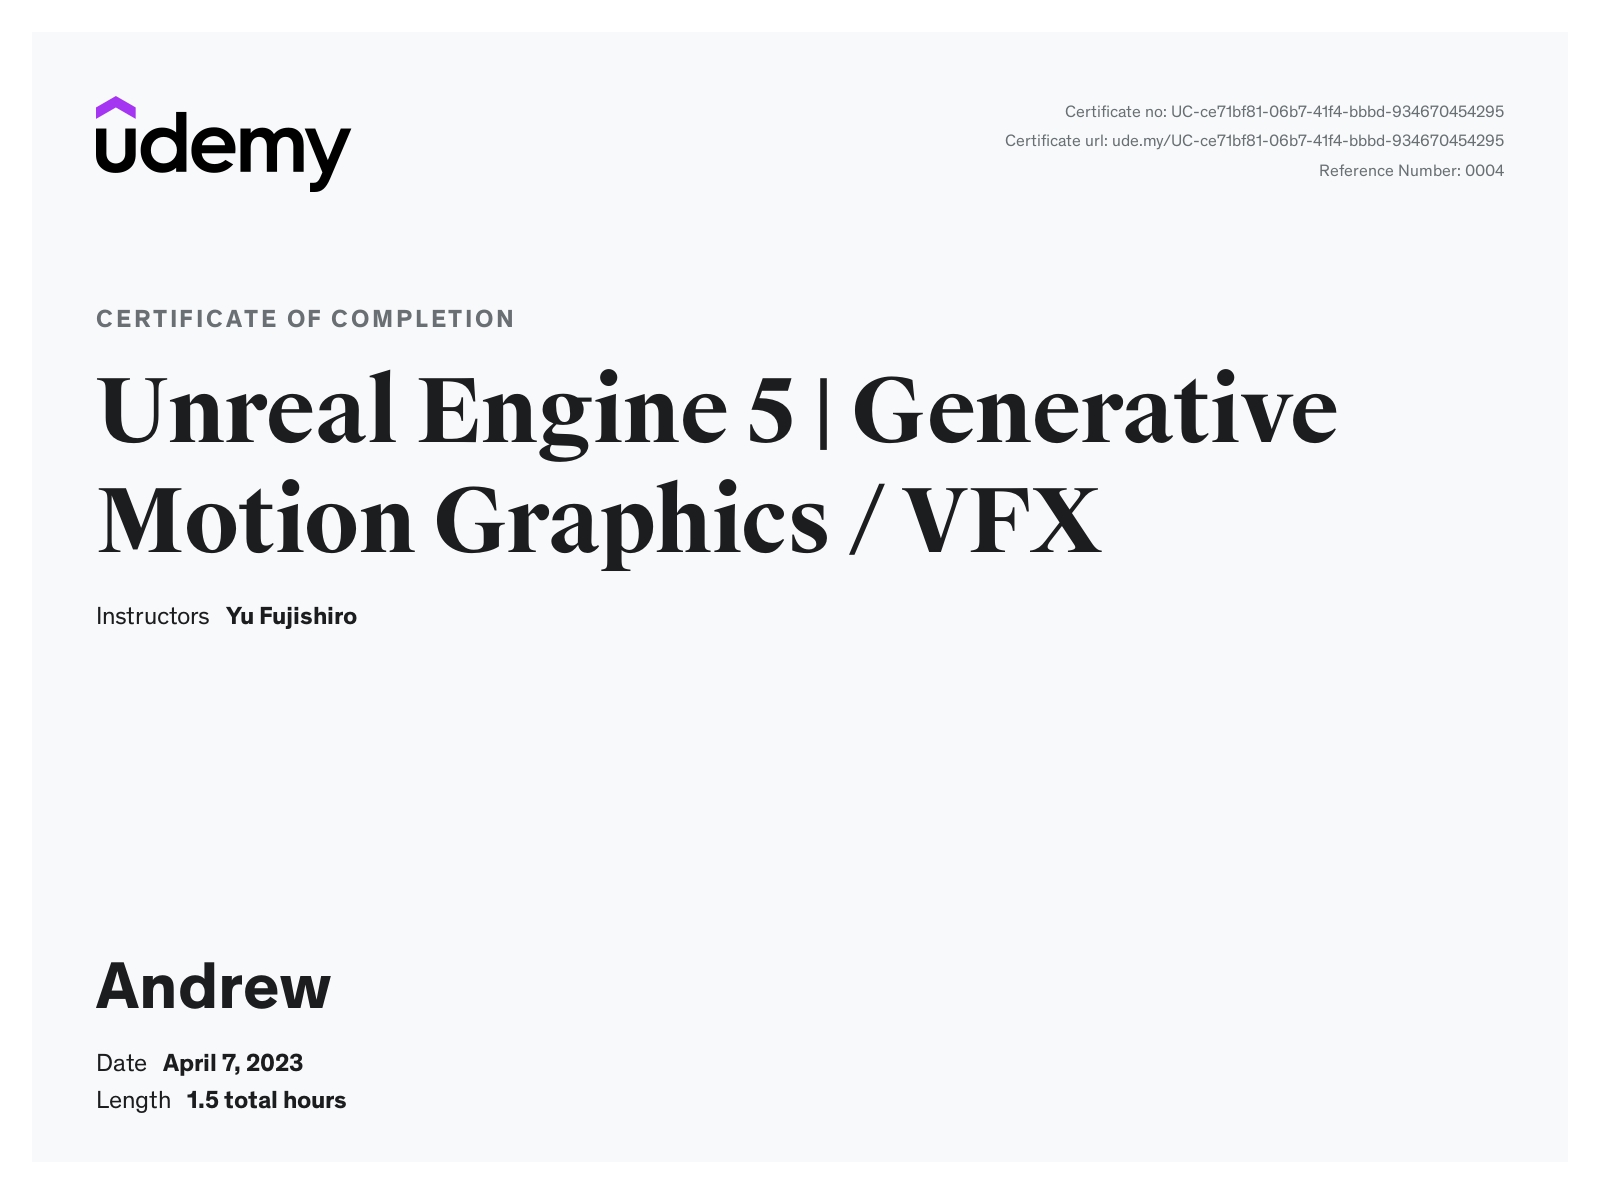 udemy
Certificate no: UC-ce71bf81-06b7-41f4-bbbd-934670454295
Certificate url: ude.my/UC-ce71bf81-06b7-41f4-bbbd-934670454295
Reference Number: 0004
CERTIFICATE OF COMPLETION
Unreal Engine 5 | Generative
Motion Graphics / VFX
Instructors Yu Fujishiro
Andrew
Date April 7, 2023
Length 1.5 total hours